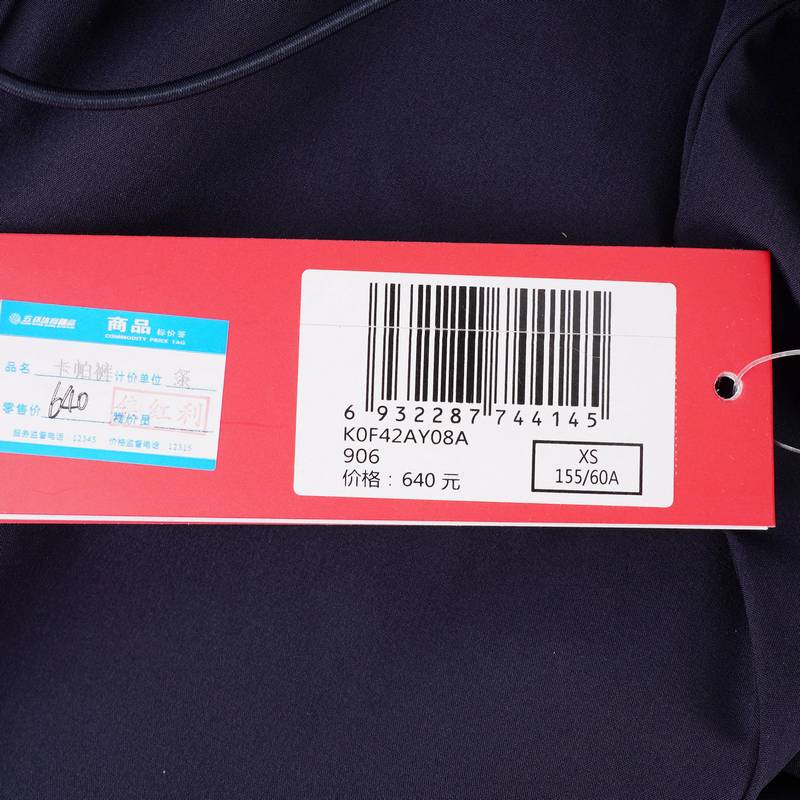 商品 标价签
COMMODITY PRICE TAG
品名 卡帕裤 计价单位 条
零售价 640 核价员
服务监督电话 12345 价格监督电话 12315
6 932287 744145
K0F42AY08A
906
价格：640 元
XS
155/60A